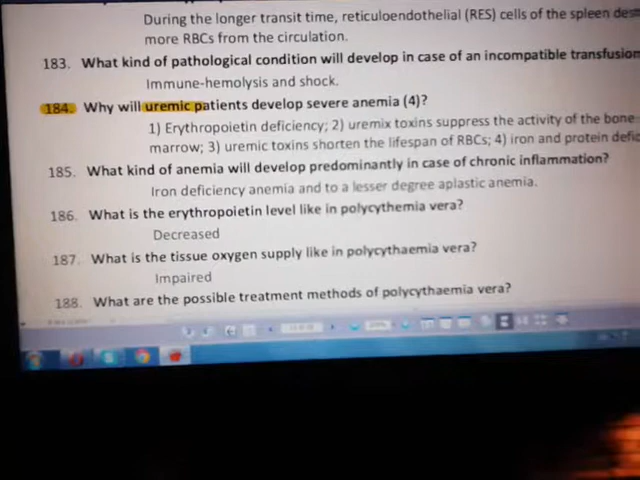 During the longer transit time, reticuloendothelial (RES) cells of the spleen
more RBCs from the circulation.
183. What kind of pathological condition will develop in case of an incompatible transfusion
Immune-hemolysis and shock.
184. Why will uremic patients develop severe anemia (4)?
1) Erythropoietin deficiency; 2) uremix toxins suppress the activity of the bone
marrow; 3) uremic toxins shorten the lifespan of RBCs; 4) iron and protein
185. What kind of anemia will develop predominantly in case of chronic inflammation?
Iron deficiency anemia and to a lesser degree aplastic anemia.
186. What is the erythropoietin level like in polycythemia vera?
Decreased
187. What is the tissue oxygen supply like in polycythaemia vera?
Impaired
188. What are the possible treatment methods of polycythaemia vera?